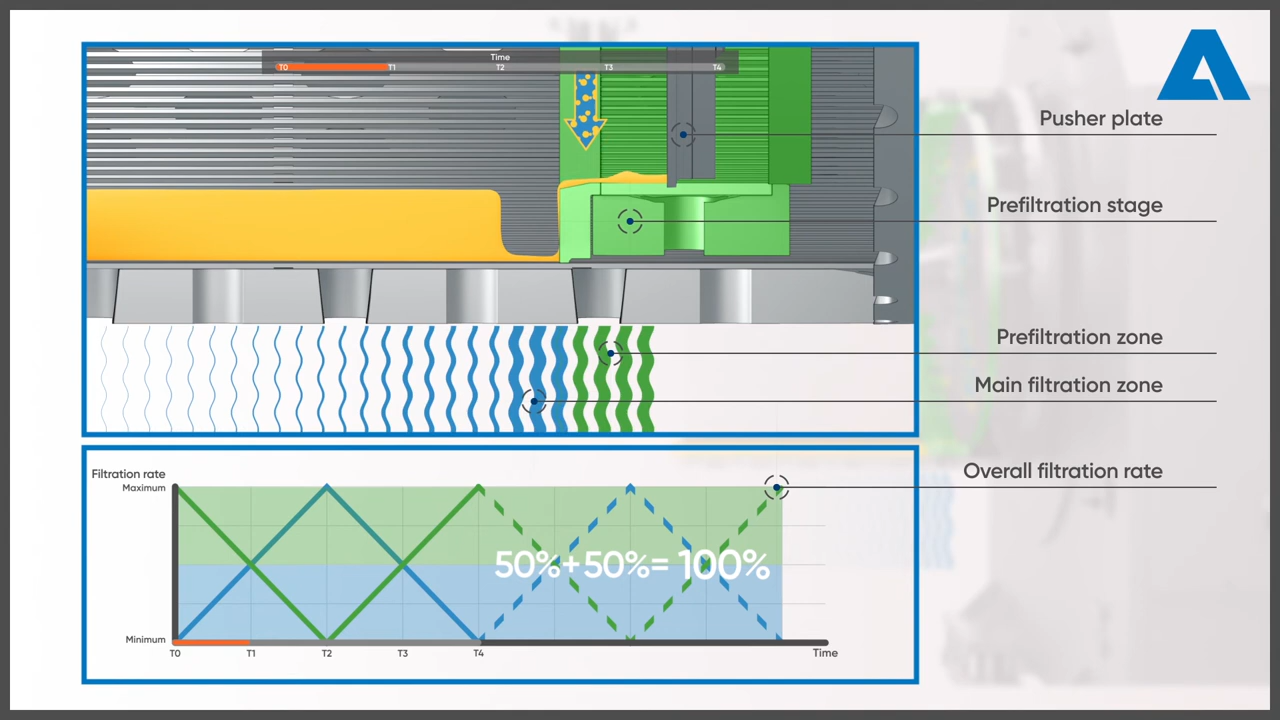 Time
T0 T1 T2 T3 T4
Pusher plate
Prefiltration stage
Prefiltration zone
Main filtration zone
Overall filtration rate
Filtration rate
Maximum
50%+50%= 100%
Minimum
T0 T1 T2 T3 T4 Time